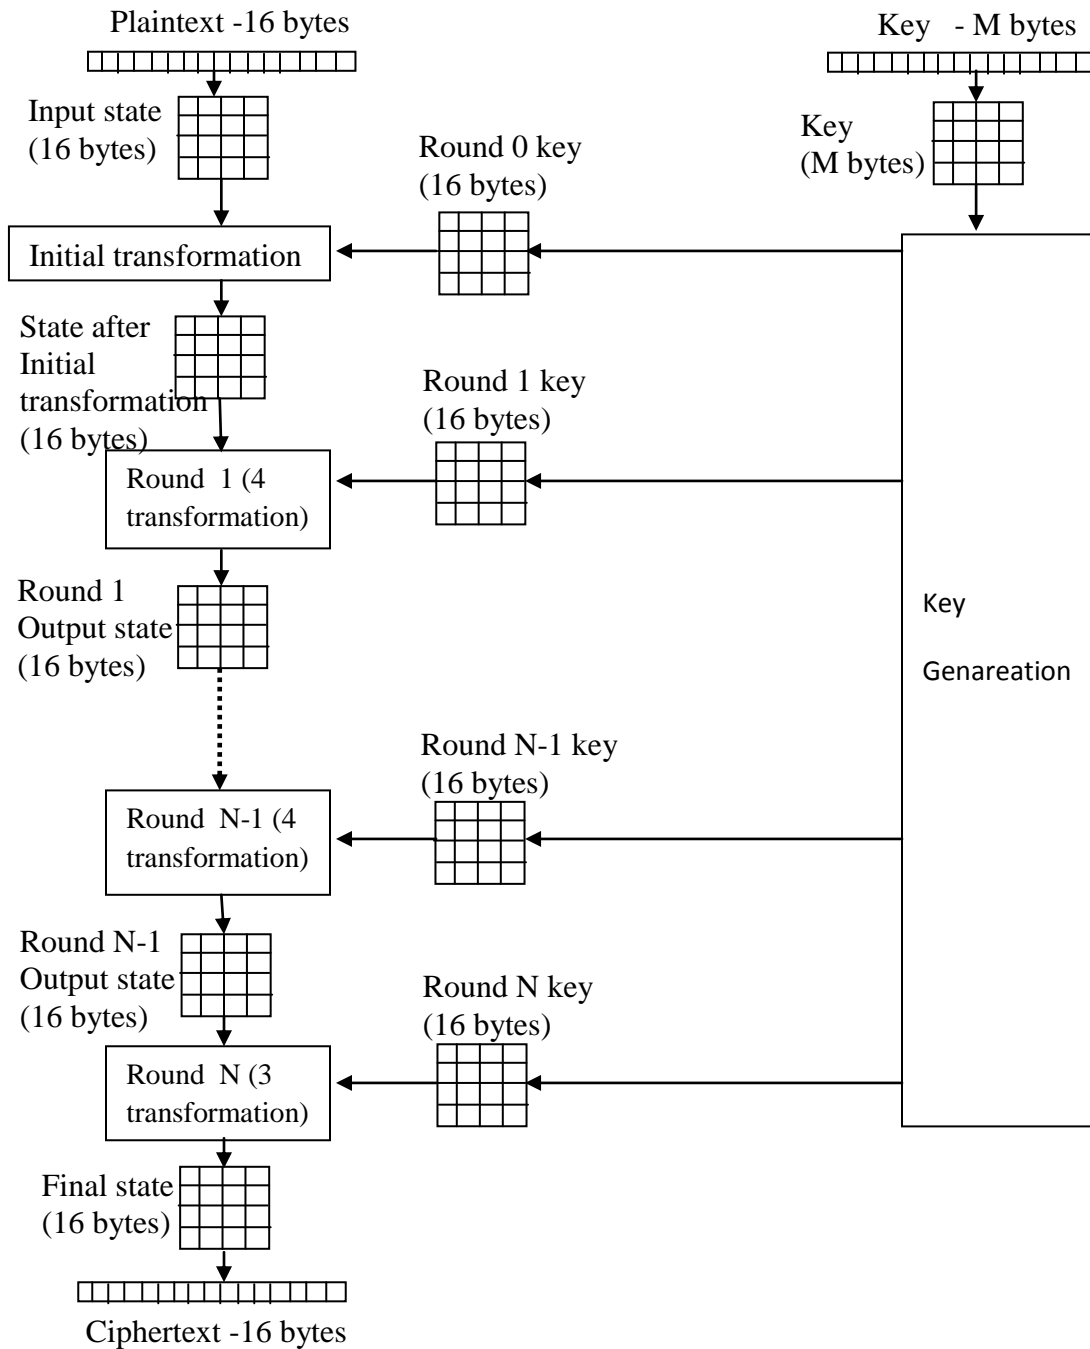 Plaintext -16 bytes
Key - M bytes
Input state
(16 bytes)
Key
(M bytes)
Round 0 key
(16 bytes)
Initial transformation
State after
Initial
transformation
(16 bytes)
Round 1 key
(16 bytes)
Round 1 (4
transformation)
Round 1
Output state
(16 bytes)
Key
Genareation
Round N-1 key
(16 bytes)
Round N-1 (4
transformation)
Round N-1
Output state
(16 bytes)
Round N key
(16 bytes)
Round N (3
transformation)
Final state
(16 bytes)
Ciphertext -16 bytes